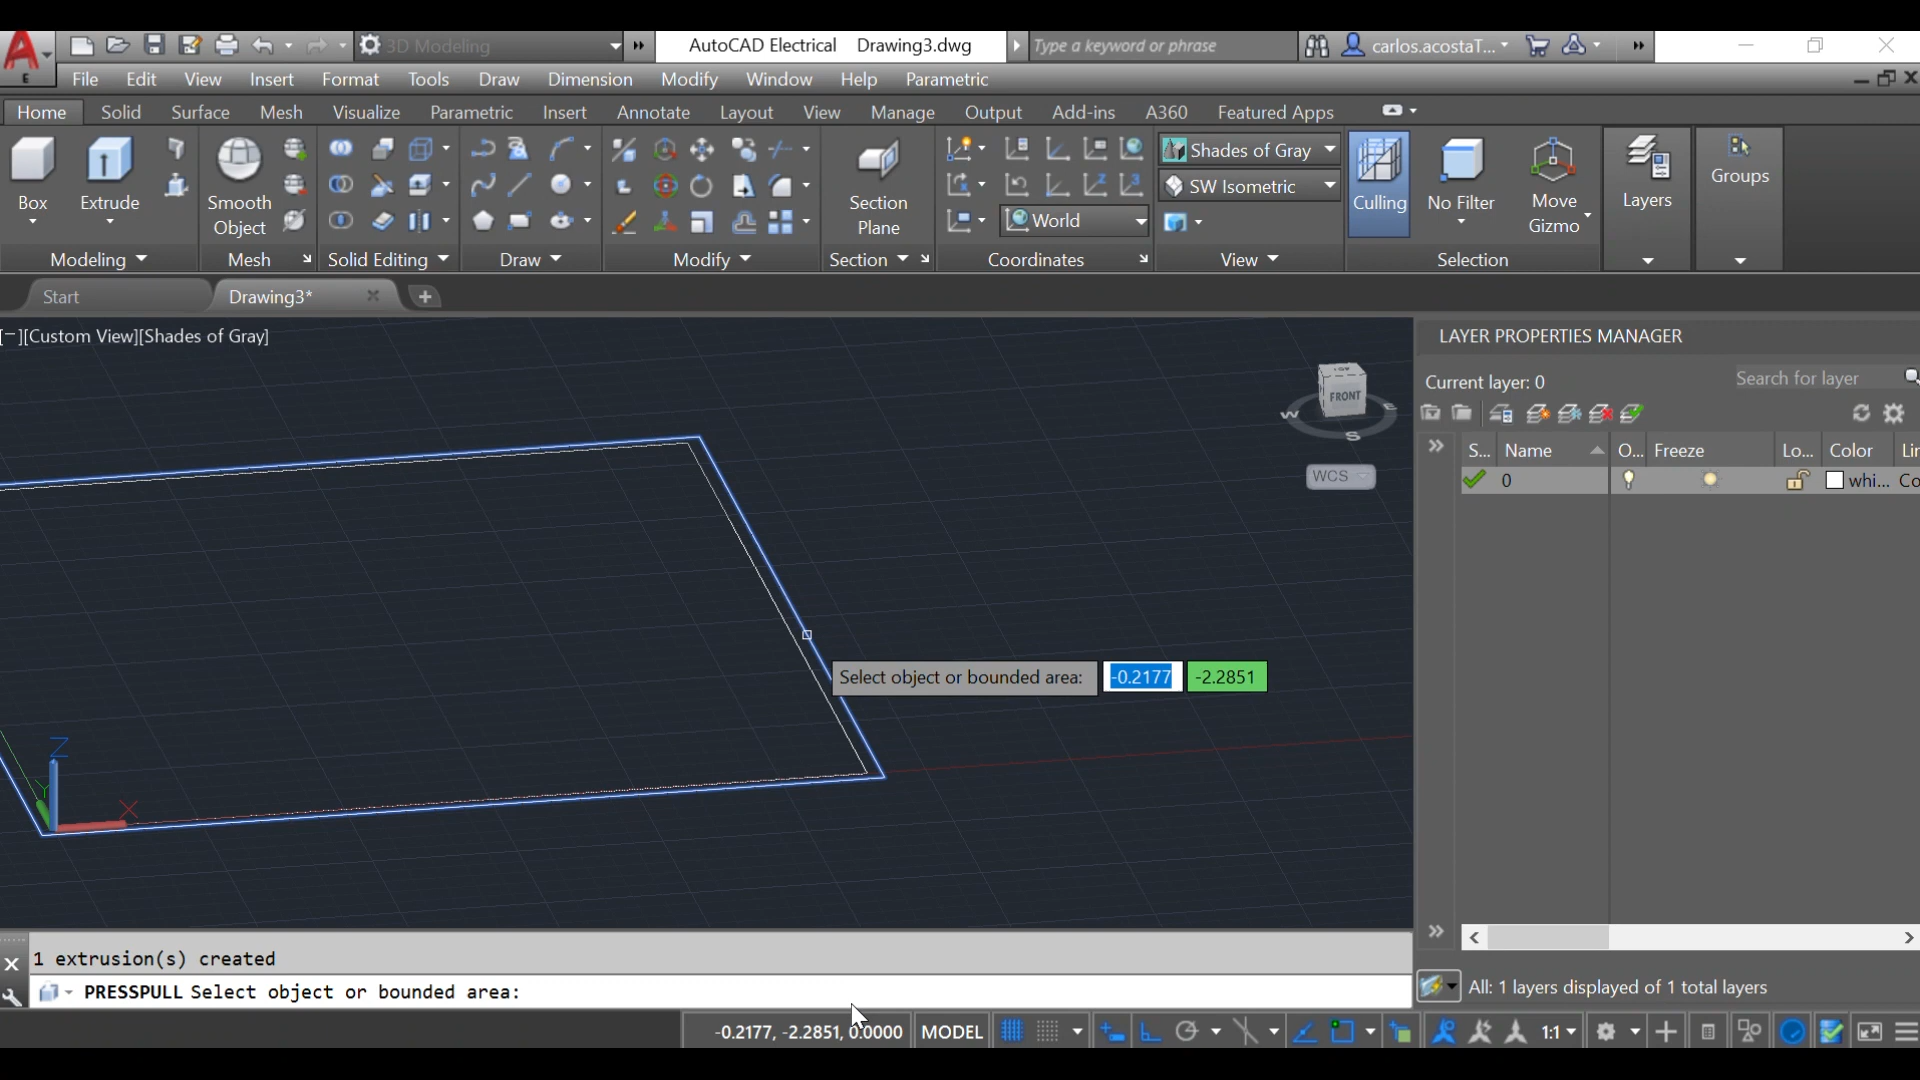 3D Modeling AutoCAD Electrical Drawing3.dwg Type a keyword or phrase carlos.acostaT...
E
File Edit View Insert Format Tools Draw Dimension Modify Window Help Parametric
Home Solid Surface Mesh Visualize Parametric Insert Annotate Layout View Manage Output Add-ins A360 Featured Apps
Shades of Gray
SW Isometric
World
Box Extrude Smooth Object Section Plane Culling No Filter Move Gizmo Layers Groups
Modeling Mesh Solid Editing Draw Modify Section Coordinates View Selection
Start Drawing3*
[−][Custom View][Shades of Gray]
LAYER PROPERTIES MANAGER
Current layer: 0 Search for layer
FRONT
W
S
WCS
S... Name O... Freeze Lo... Color Lin
0 whi... Co
Select object or bounded area: -0.2177 -2.2851
Z
Y
X
1 extrusion(s) created
PRESSPULL Select object or bounded area:
All: 1 layers displayed of 1 total layers
-0.2177, -2.2851, 0.0000 MODEL 1:1